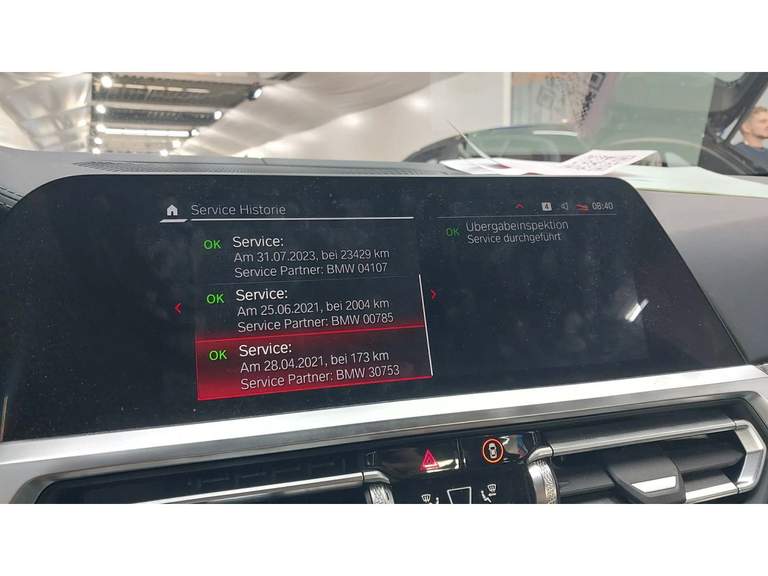 Service Historie
4
08:40
OK Service:
Am 31.07.2023, bei 23429 km
Service Partner: BMW 04107
OK Service:
Am 25.06.2021, bei 2004 km
Service Partner: BMW 00785
OK Service:
Am 28.04.2021, bei 173 km
Service Partner: BMW 30753
OK Übergabeinspektion
Service durchgeführt